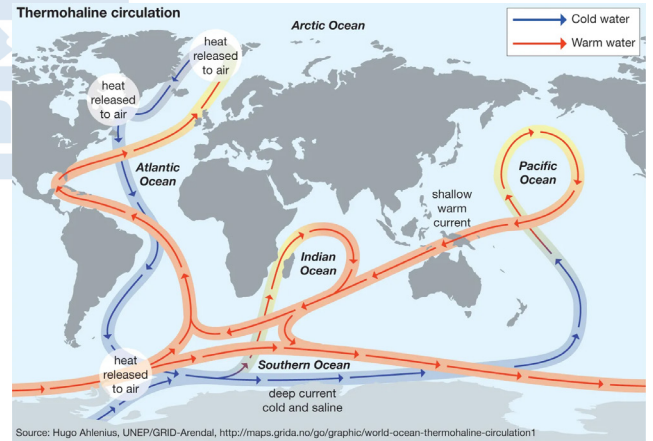 Thermohaline circulation
Arctic Ocean
Cold water
Warm water
heat
released
to air
heat
released
to air
Atlantic
Ocean
Pacific
Ocean
shallow
warm
current
Indian
Ocean
heat
released
to air
Southern Ocean
deep current
cold and saline
Source: Hugo Ahlenius, UNEP/GRID-Arendal, http://maps.grida.no/go/graphic/world-ocean-thermohaline-circulation1